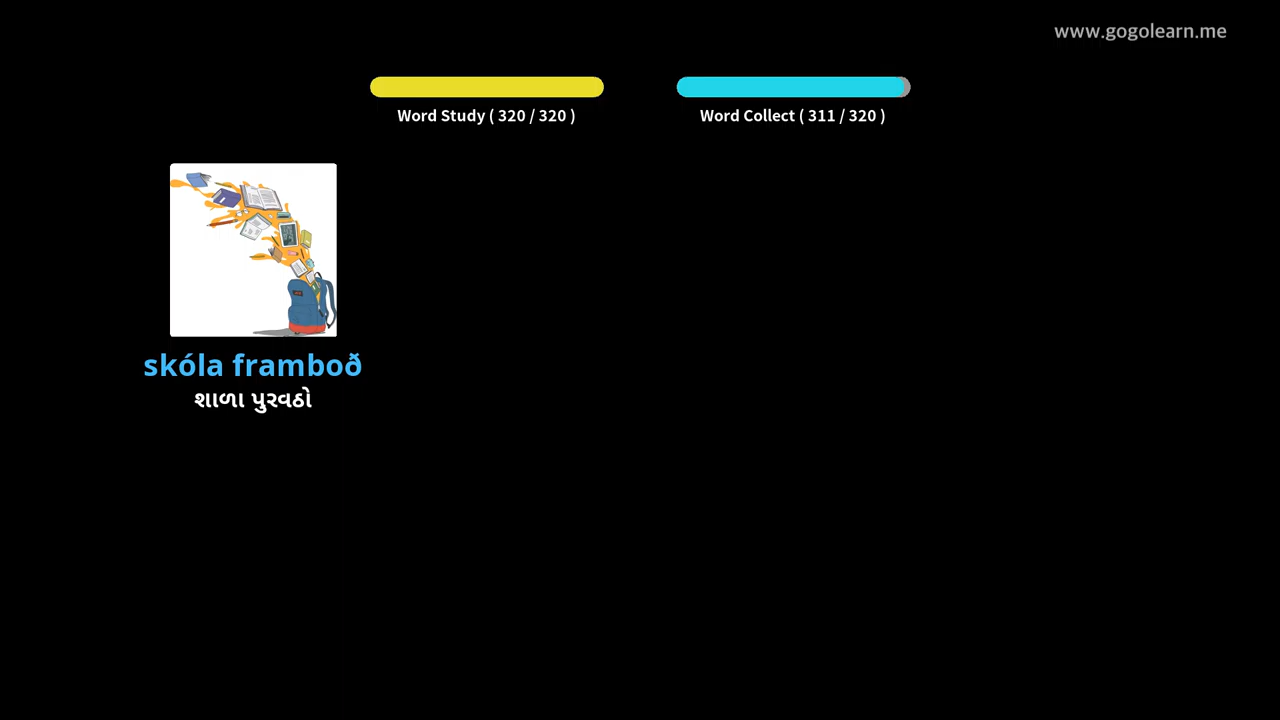 www.gogolearn.me
Word Study ( 320 / 320 )
Word Collect ( 311 / 320 )
skóla framboð
શાળા પુરવઠો